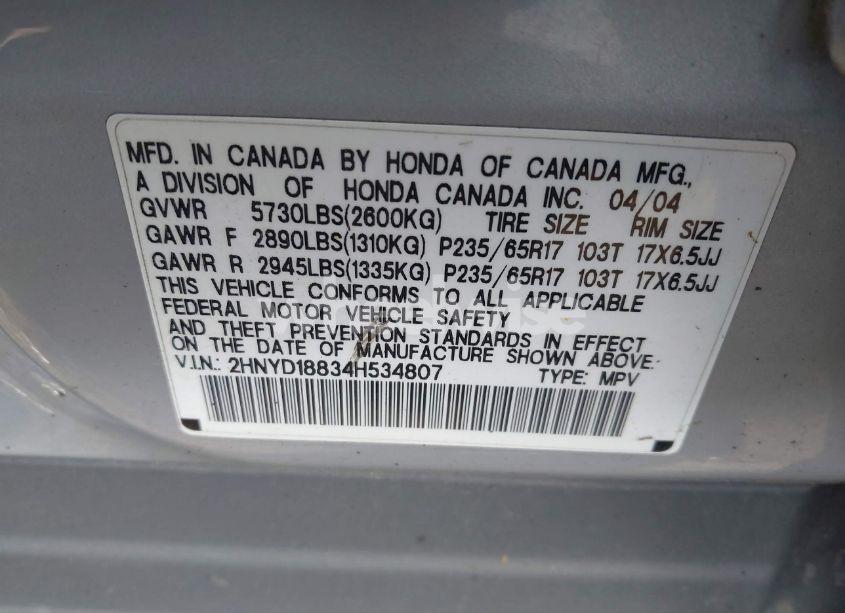 MFD. IN CANADA BY HONDA OF CANADA MFG.,
A DIVISION OF HONDA CANADA INC. 04/04
GVWR 5730LBS(2600KG) TIRE SIZE RIM SIZE
GAWR F 2890LBS(1310KG) P235/65R17 103T 17X6.5JJ
GAWR R 2945LBS(1335KG) P235/65R17 103T 17X6.5JJ
THIS VEHICLE CONFORMS TO ALL APPLICABLE
FEDERAL MOTOR VEHICLE SAFETY
AND THEFT PREVENTION STANDARDS IN EFFECT
ON THE DATE OF MANUFACTURE SHOWN ABOVE.
V.I.N.: 2HNYD18834H534807 TYPE: MPV